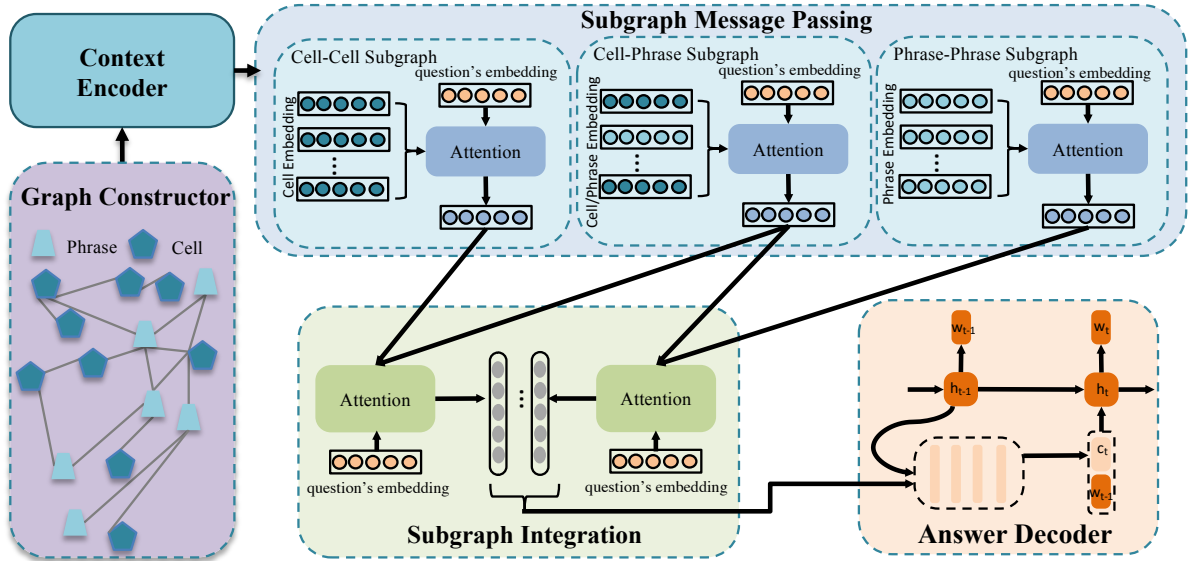 Context
Encoder
Graph Constructor
Phrase
Cell
Subgraph Message Passing
Cell-Cell Subgraph
question's embedding
Cell Embedding
...
Attention
Cell-Phrase Subgraph
question's embedding
Cell/Phrase Embedding
...
Attention
Phrase-Phrase Subgraph
question's embedding
Phrase Embedding
...
Attention
Attention
question's embedding
...
Attention
question's embedding
Subgraph Integration
wt-1
wt
ht-1
ht
ct
wt-1
Answer Decoder